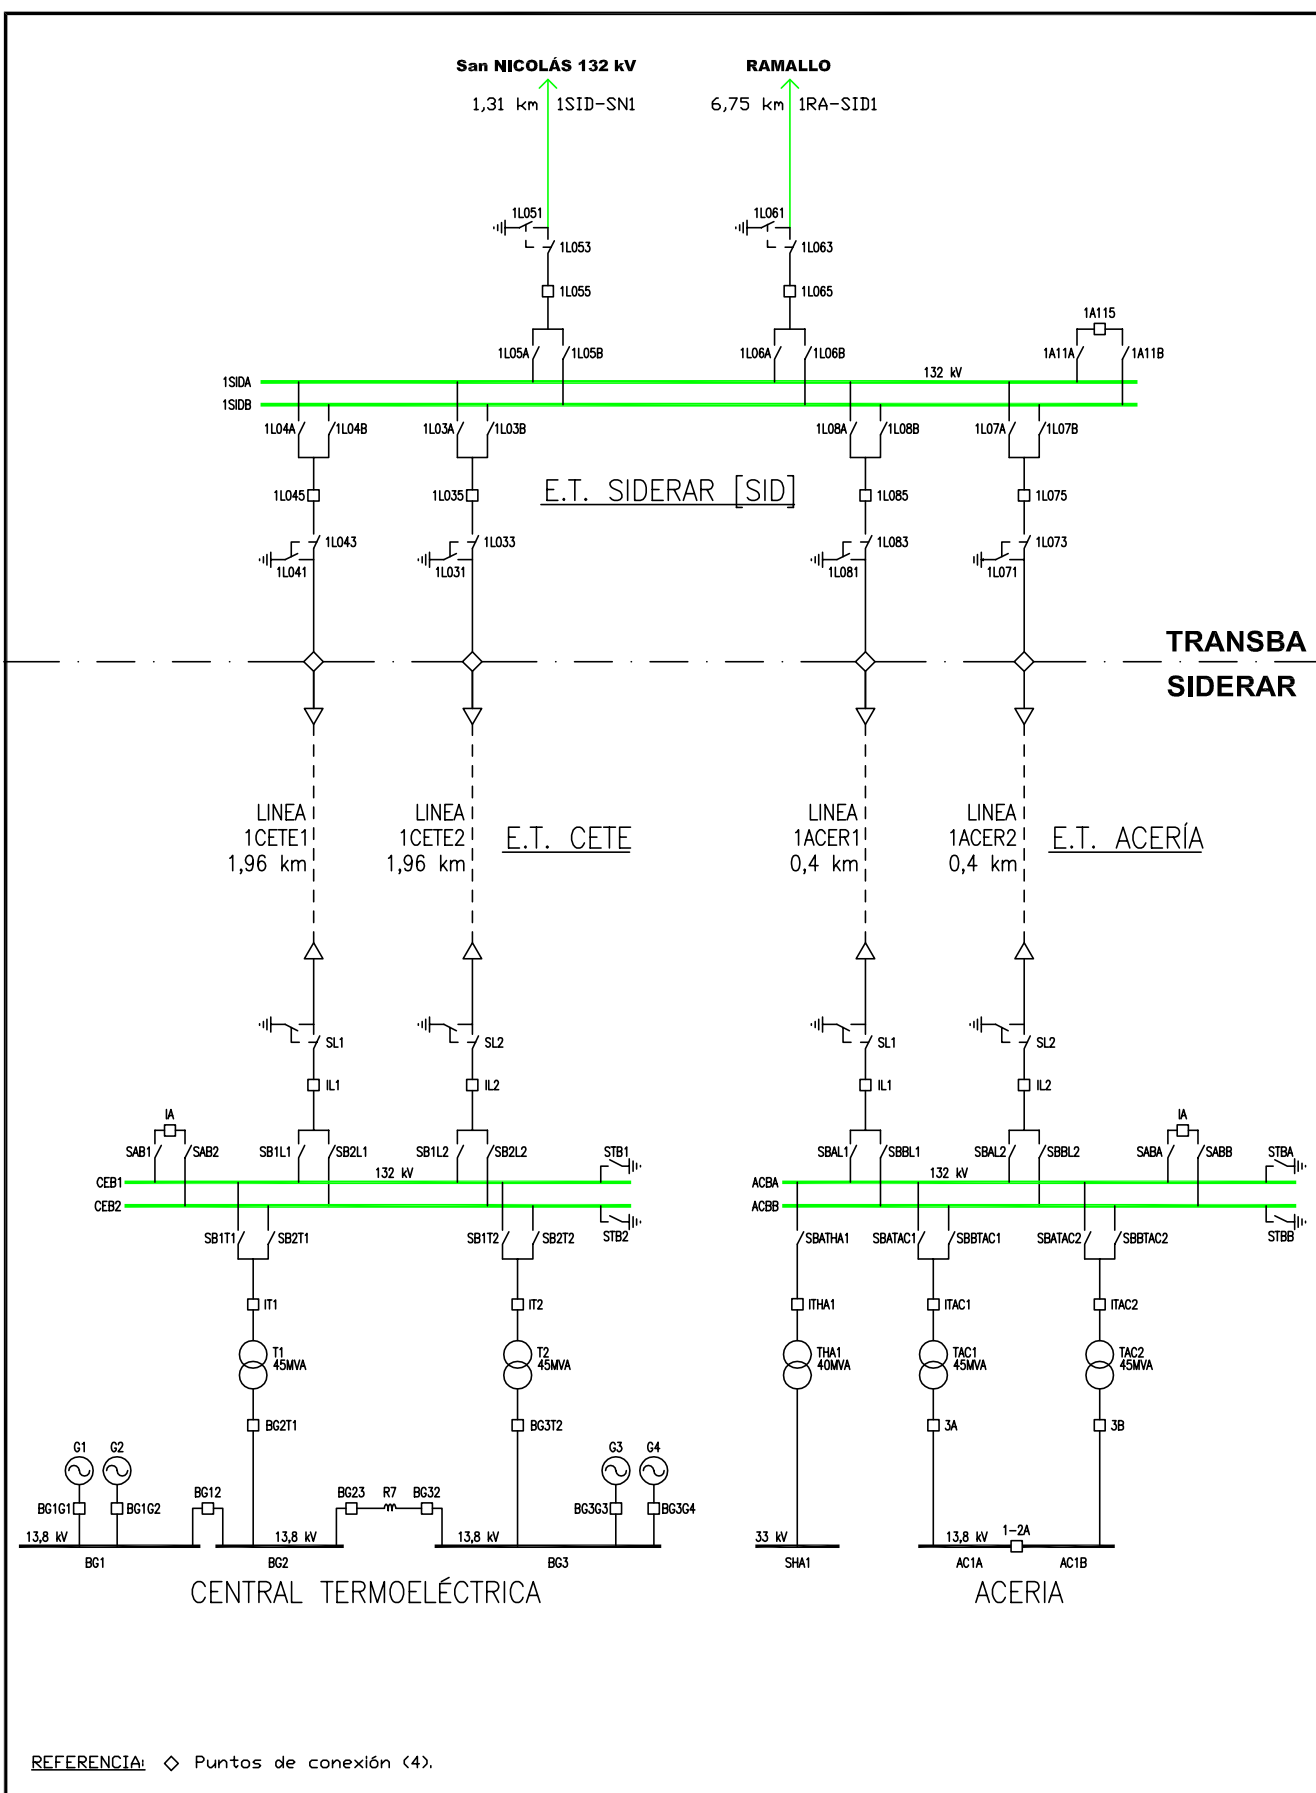 San NICOLÁS 132 kV
RAMALLO
1,31 km 1SID-SN1
6,75 km 1RA-SID1
1L051
1L061
1L053
1L063
1L055
1L065
1A115
1L05A 1L05B
1L06A 1L06B
1A11A 1A11B
1SIDA
132 kV
1SIDB
1L04A 1L04B
1L03A 1L03B
1L08A 1L08B
1L07A 1L07B
1L045
1L035
E.T. SIDERAR [SID]
1L085
1L075
1L043
1L033
1L083
1L073
1L041
1L031
1L081
1L071
TRANSBA
SIDERAR
LINEA
1CETE1
1,96 km
LINEA
1CETE2
1,96 km
E.T. CETE
LINEA
1ACER1
0,4 km
LINEA
1ACER2
0,4 km
E.T. ACERÍA
SL1
SL2
SL1
SL2
IL1
IL2
IL1
IL2
IA
IA
SAB1 SAB2
SB1L1 SB2L1
SB1L2 SB2L2
STB1
SBAL1 SBBL1
SBAL2 SBBL2
SABA SABB
STBA
CEB1
132 kV
ACBA
132 kV
CEB2
ACBB
SB1T1 SB2T1
SB1T2 SB2T2
STB2
SBATHA1
SBATAC1 SBBTAC1
SBATAC2 SBBTAC2
STBB
IT1
IT2
ITHA1
ITAC1
ITAC2
T1
45MVA
T2
45MVA
THA1
40MVA
TAC1
45MVA
TAC2
45MVA
BG2T1
BG3T2
3A
3B
G1
G2
G3
G4
BG1G1
BG1G2
BG12
BG23
R7
BG32
BG3G3
BG3G4
13,8 kV
13,8 kV
13,8 kV
33 kV
13,8 kV
1-2A
BG1
BG2
BG3
SHA1
AC1A
AC1B
CENTRAL TERMOELÉCTRICA
ACERIA
REFERENCIA: ◇ Puntos de conexión (4).